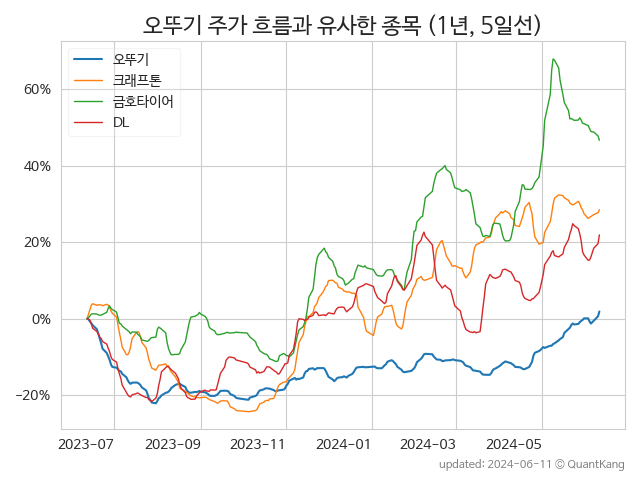 오뚜기 주가 흐름과 유사한 종목 (1년, 5일선)
오뚜기
크래프톤
금호타이어
DL
60%
40%
20%
0%
−20%
2023-07
2023-09
2023-11
2024-01
2024-03
2024-05
updated: 2024-06-11 © QuantKang